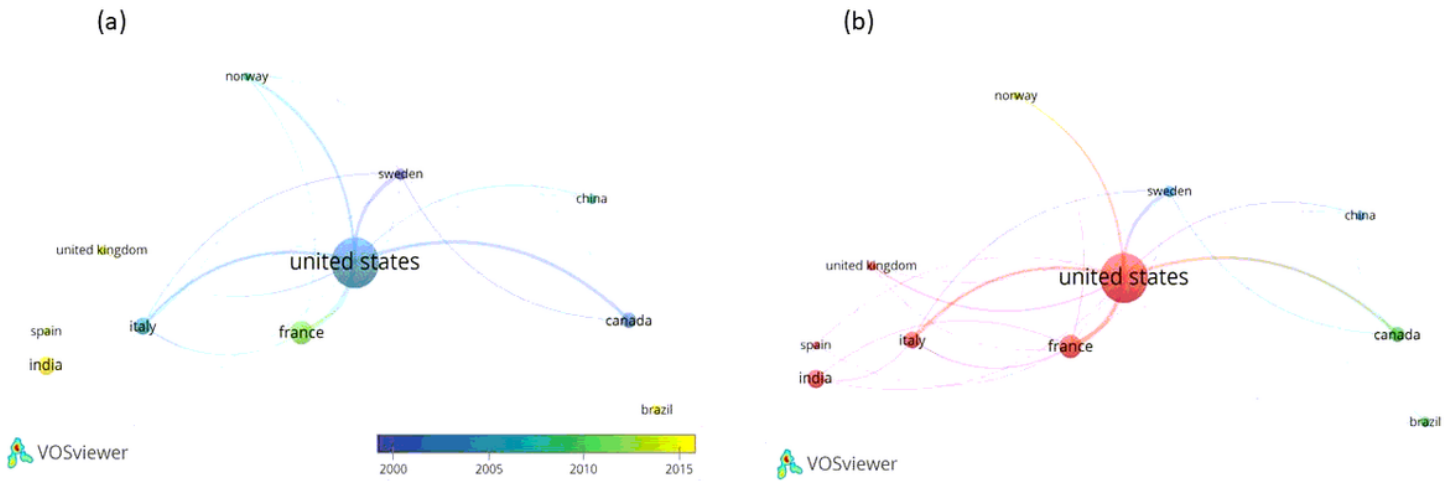 (a)
norway
sweden
china
united kingdom
united states
spain
italy
france
canada
india
brazil
VOSviewer
2000 2005 2010 2015
(b)
norway
sweden
china
united kingdom
united states
spain
italy
france
canada
india
brazil
VOSviewer